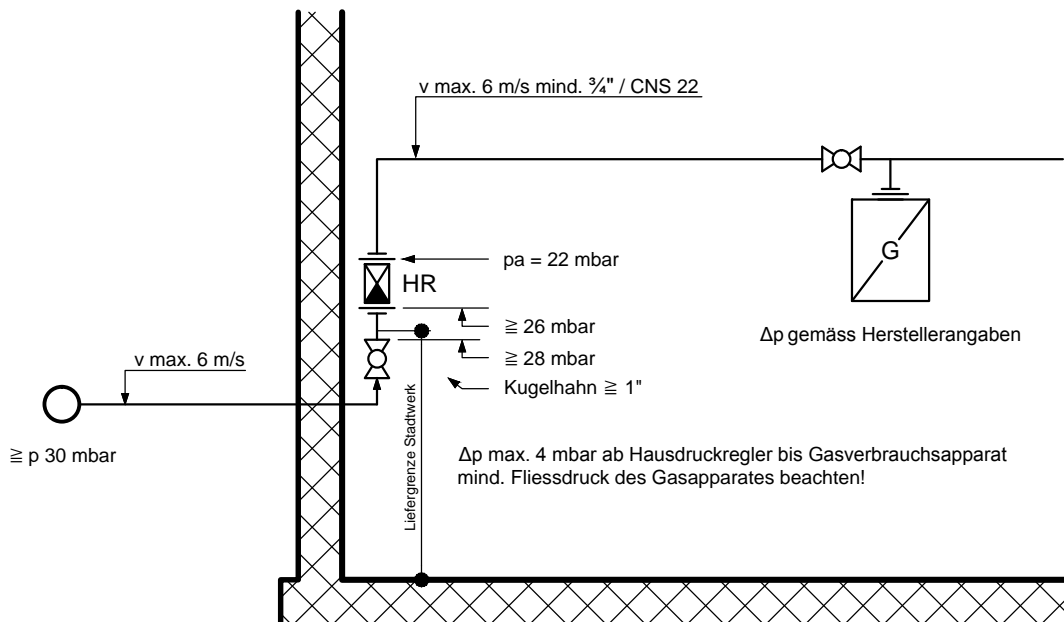 v max. 6 m/s mind. ¾" / CNS 22
pa = 22 mbar
HR
G
≧ 26 mbar
Δp gemäss Herstellerangaben
≧ 28 mbar
v max. 6 m/s
Kugelhahn ≧ 1"
Liefergrenze Stadtwerk
≧ p 30 mbar
Δp max. 4 mbar ab Hausdruckregler bis Gasverbrauchsapparat
mind. Fliessdruck des Gasapparates beachten!